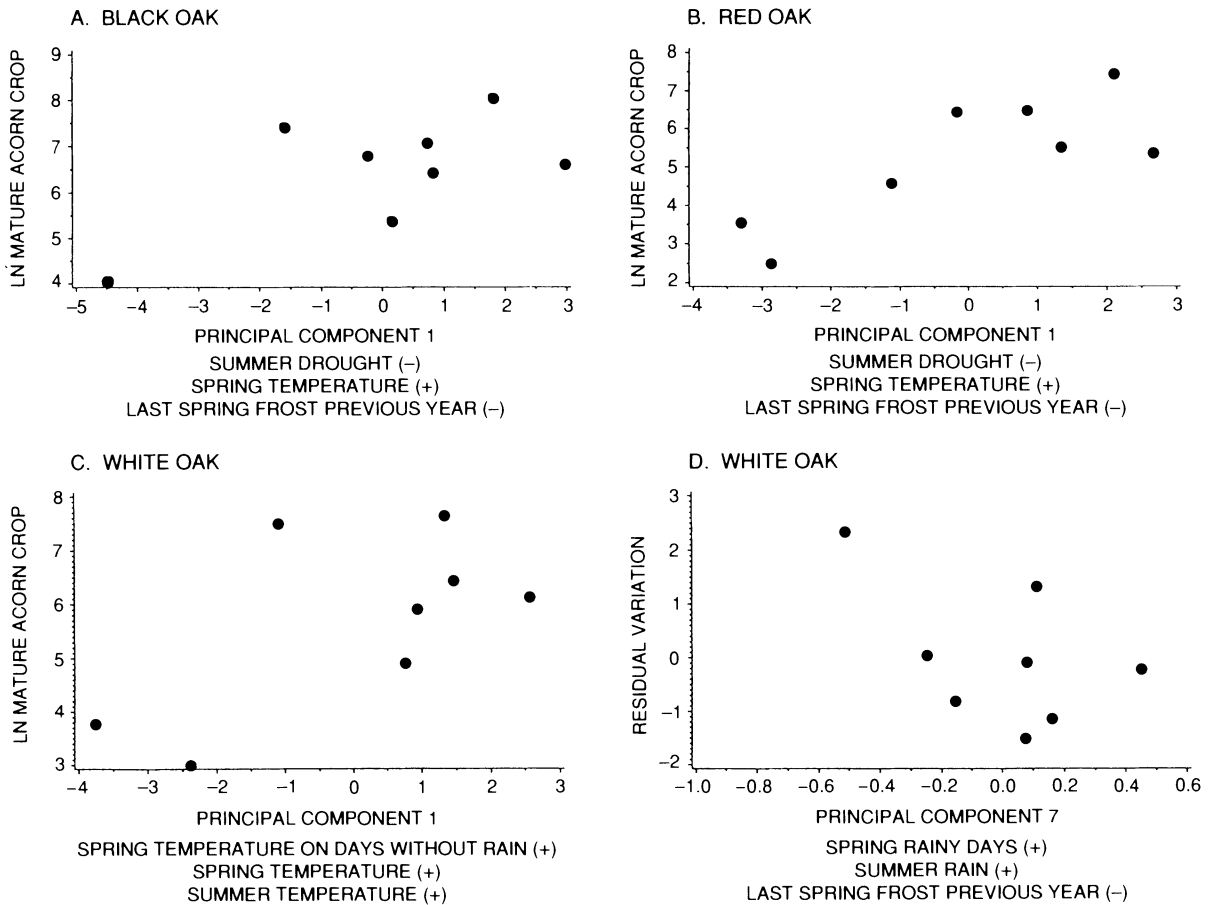 A. BLACK OAK
LN MATURE ACORN CROP
9
8
7
6
5
4
−5 −4 −3 −2 −1 0 1 2 3
PRINCIPAL COMPONENT 1
SUMMER DROUGHT (−)
SPRING TEMPERATURE (+)
LAST SPRING FROST PREVIOUS YEAR (−)
B. RED OAK
LN MATURE ACORN CROP
8
7
6
5
4
3
2
−4 −3 −2 −1 0 1 2 3
PRINCIPAL COMPONENT 1
SUMMER DROUGHT (−)
SPRING TEMPERATURE (+)
LAST SPRING FROST PREVIOUS YEAR (−)
C. WHITE OAK
LN MATURE ACORN CROP
8
7
6
5
4
3
−4 −3 −2 −1 0 1 2 3
PRINCIPAL COMPONENT 1
SPRING TEMPERATURE ON DAYS WITHOUT RAIN (+)
SPRING TEMPERATURE (+)
SUMMER TEMPERATURE (+)
D. WHITE OAK
RESIDUAL VARIATION
3
2
1
0
−1
−2
−1.0 −0.8 −0.6 −0.4 −0.2 0.0 0.2 0.4 0.6
PRINCIPAL COMPONENT 7
SPRING RAINY DAYS (+)
SUMMER RAIN (+)
LAST SPRING FROST PREVIOUS YEAR (−)